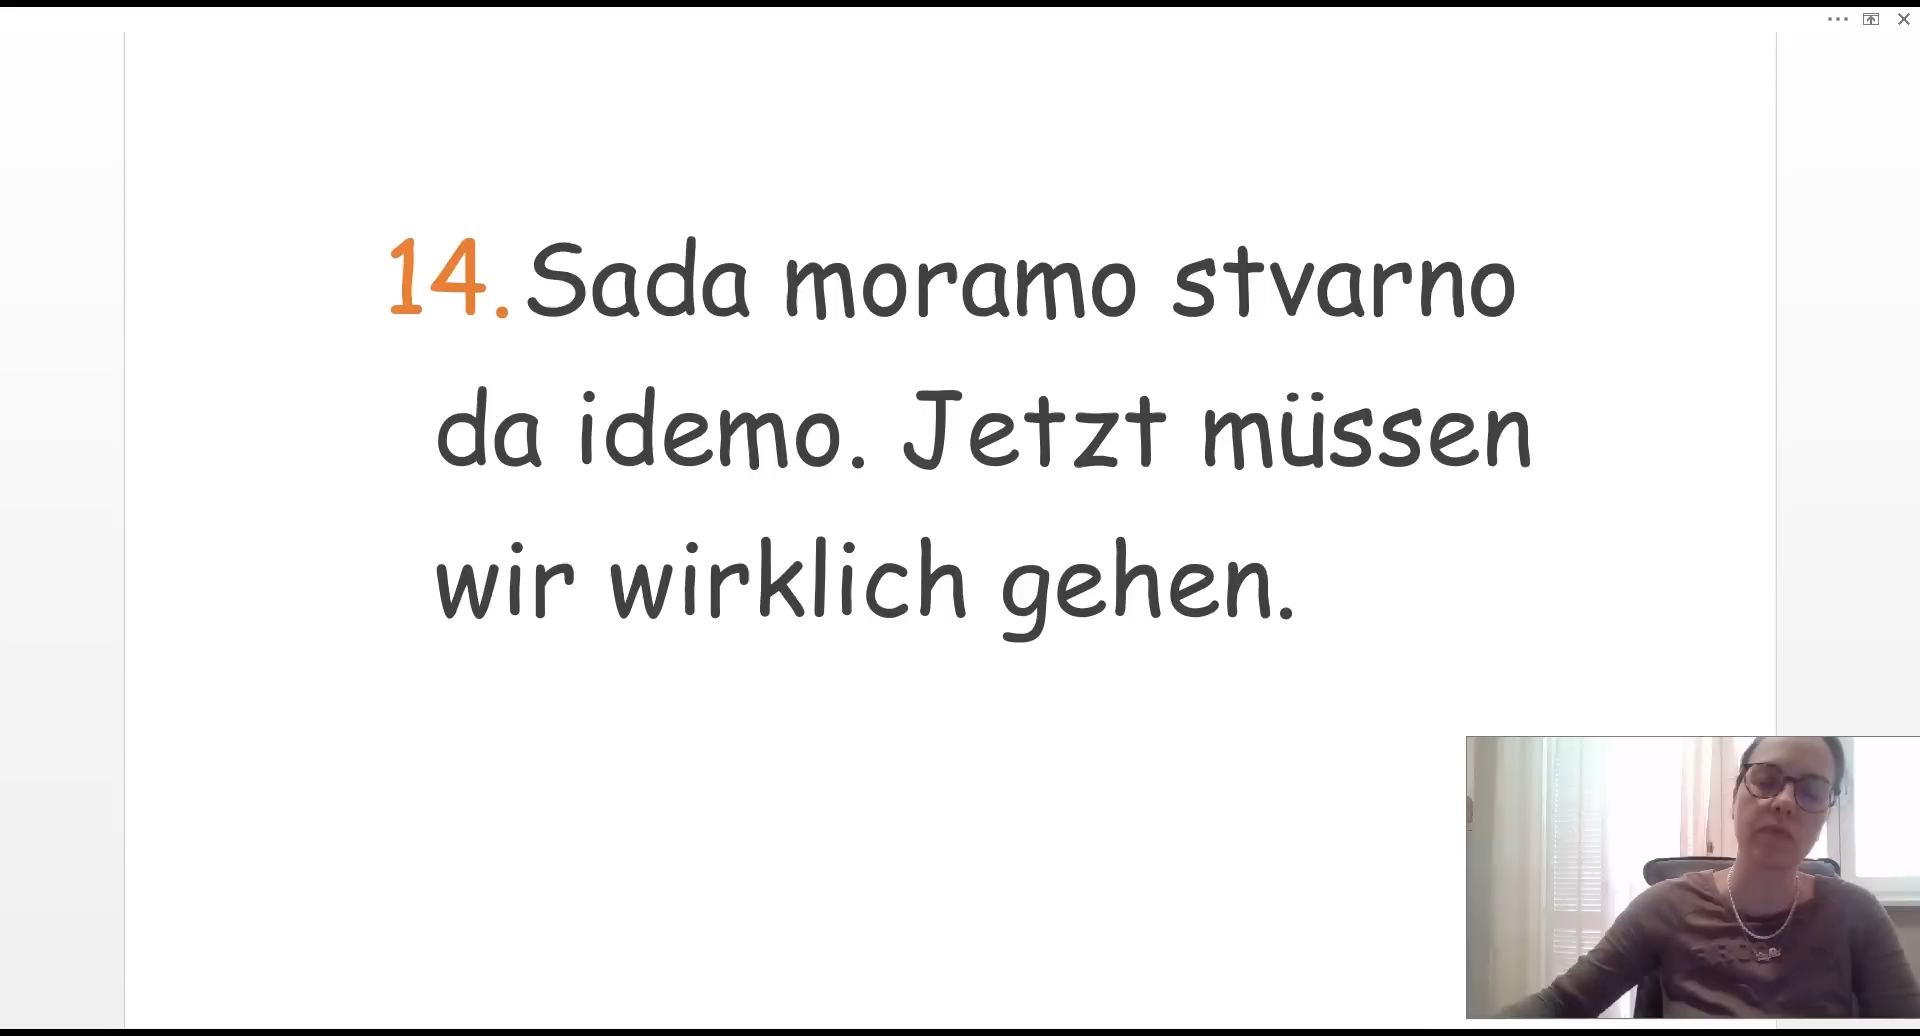 14. Sada moramo stvarno
da idemo. Jetzt müssen
wir wirklich gehen.